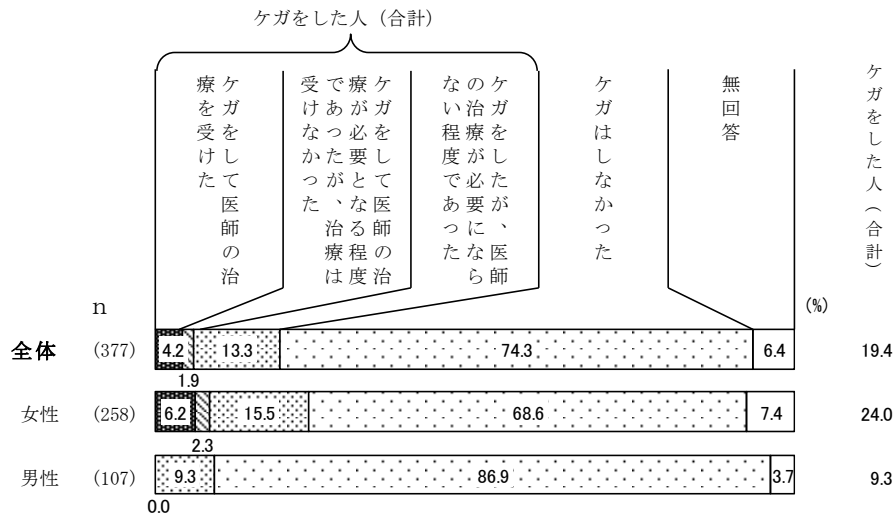 ケガをした人（合計）
ケガをして医師の治
療を受けた
ケガをして医師の治
療が必要となる程度
であったが、治療は
受けなかった
ケガをしたが、医師
の治療が必要になら
ない程度であった
ケガはしなかった
無回答
ケガをした人（合計）
n
(%)
全体 (377) 4.2 13.3 74.3 6.4 19.4
1.9
女性 (258) 6.2 15.5 68.6 7.4 24.0
2.3
男性 (107) 9.3 86.9 3.7 9.3
0.0